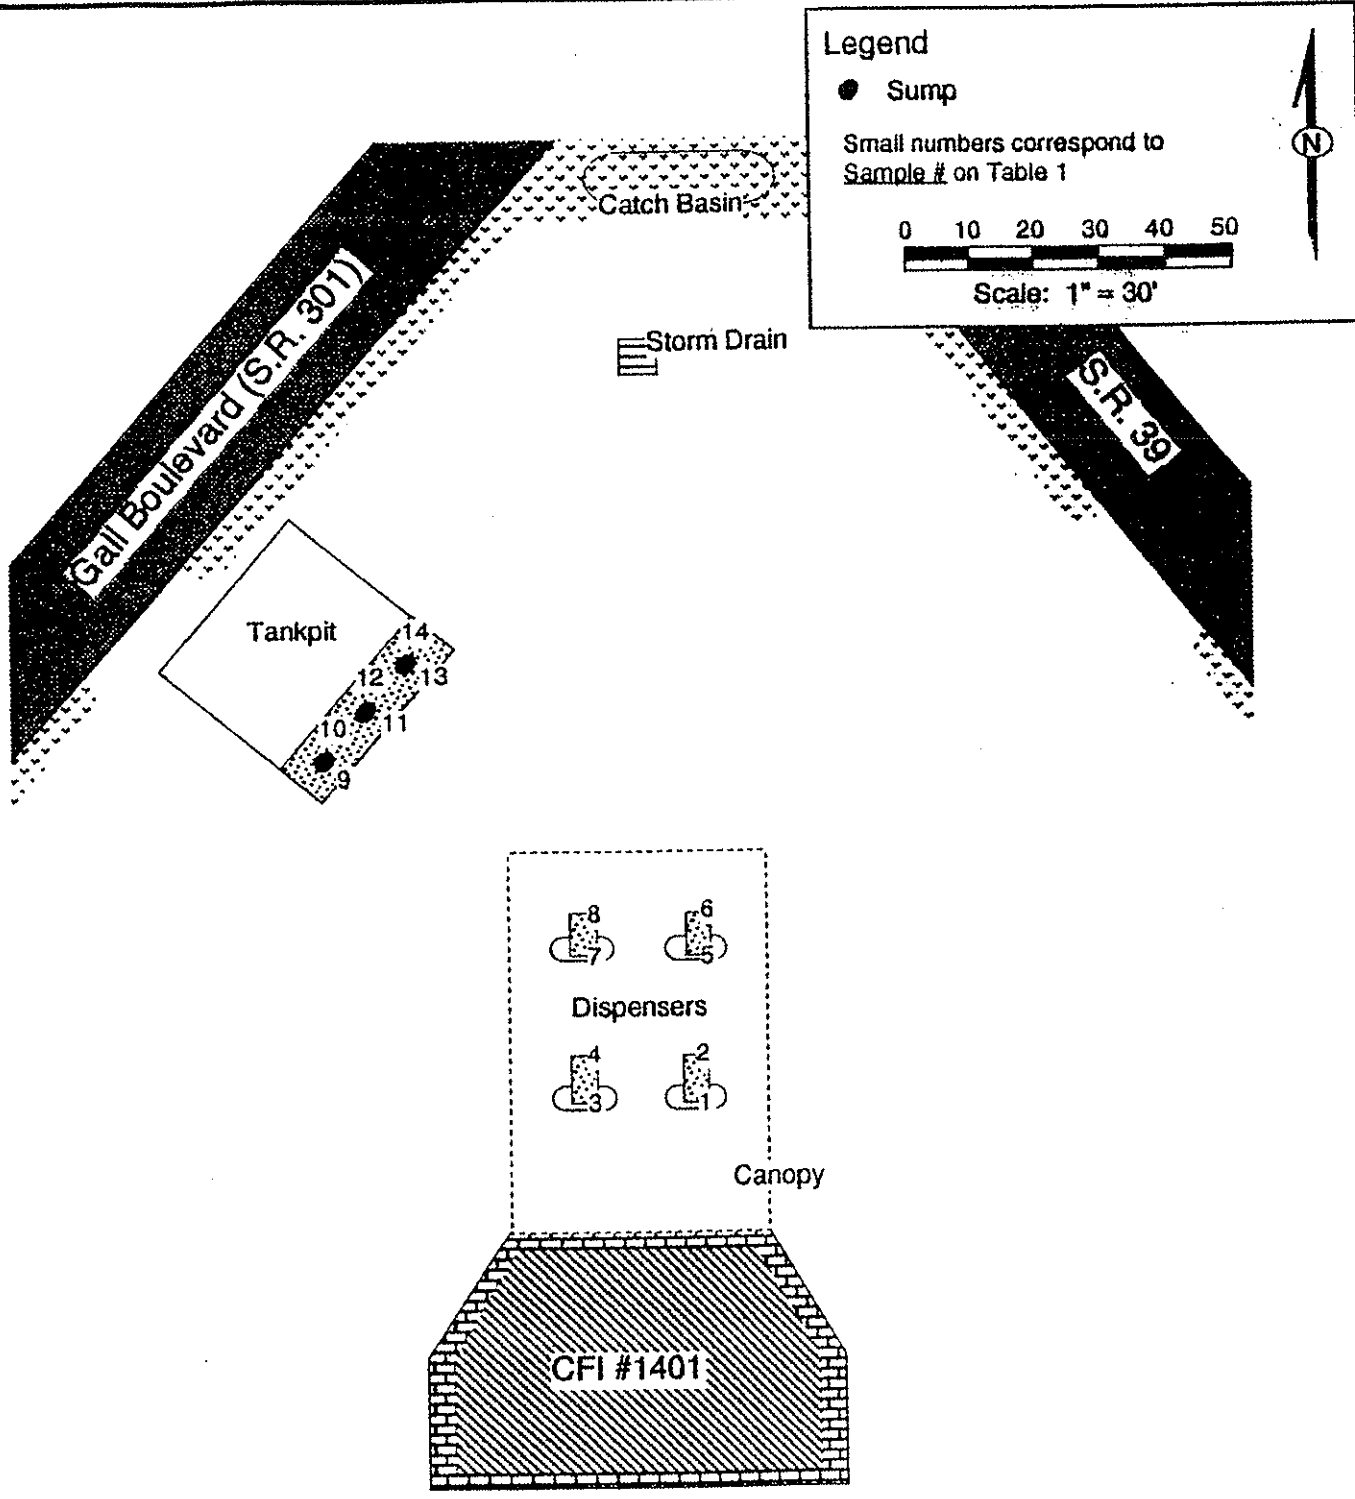 Legend
Sump
Small numbers correspond to
Sample # on Table 1
N
0 10 20 30 40 50
Scale: 1" = 30'
Catch Basin
Gall Boulevard (S.R. 301)
Storm Drain
S.R. 39
Tankpit
14
12 13
10 11
9
8 6
7 5
Dispensers
4 2
3 1
Canopy
CFI #1401